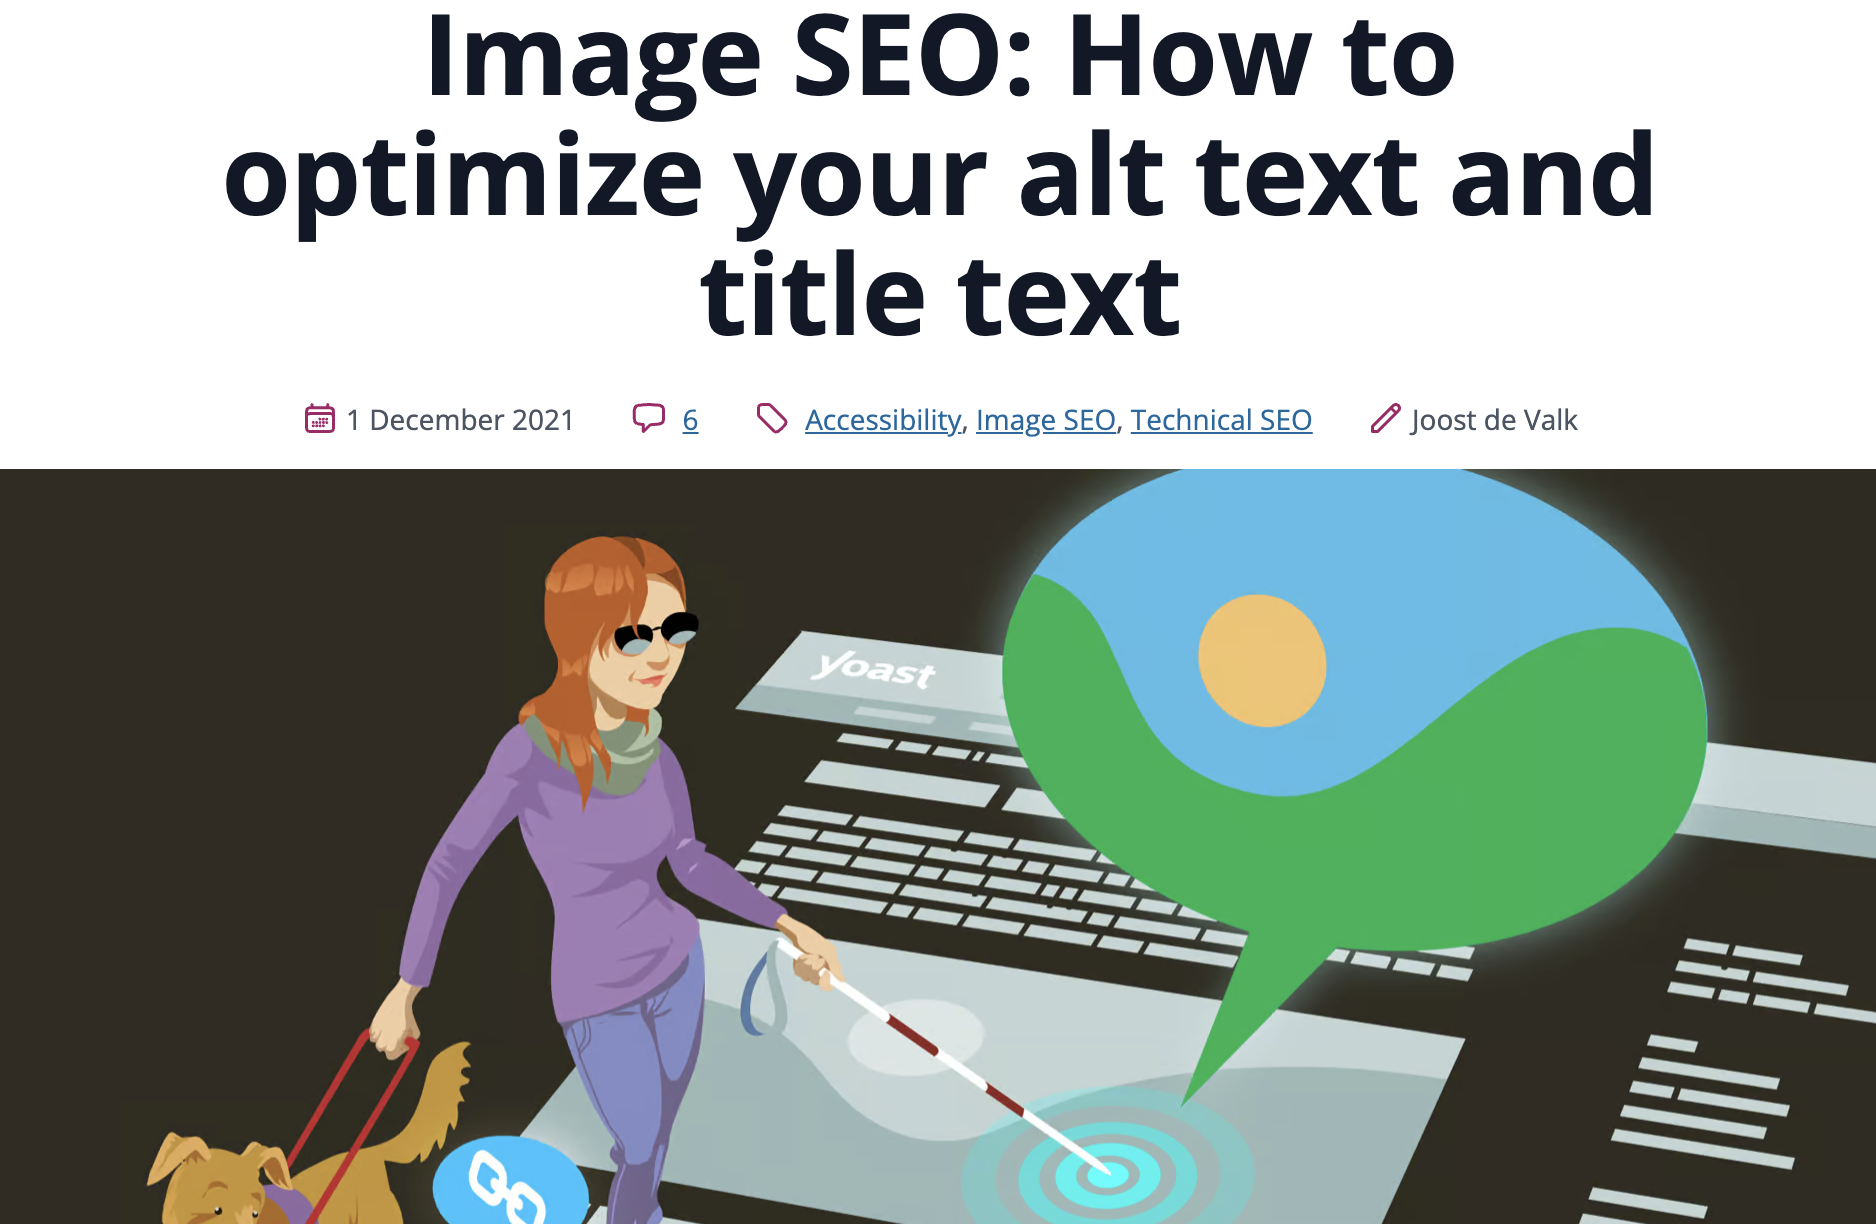 Image SEO: How to
optimize your alt text and
title text
1 December 2021 6 Accessibility, Image SEO, Technical SEO Joost de Valk
yoast